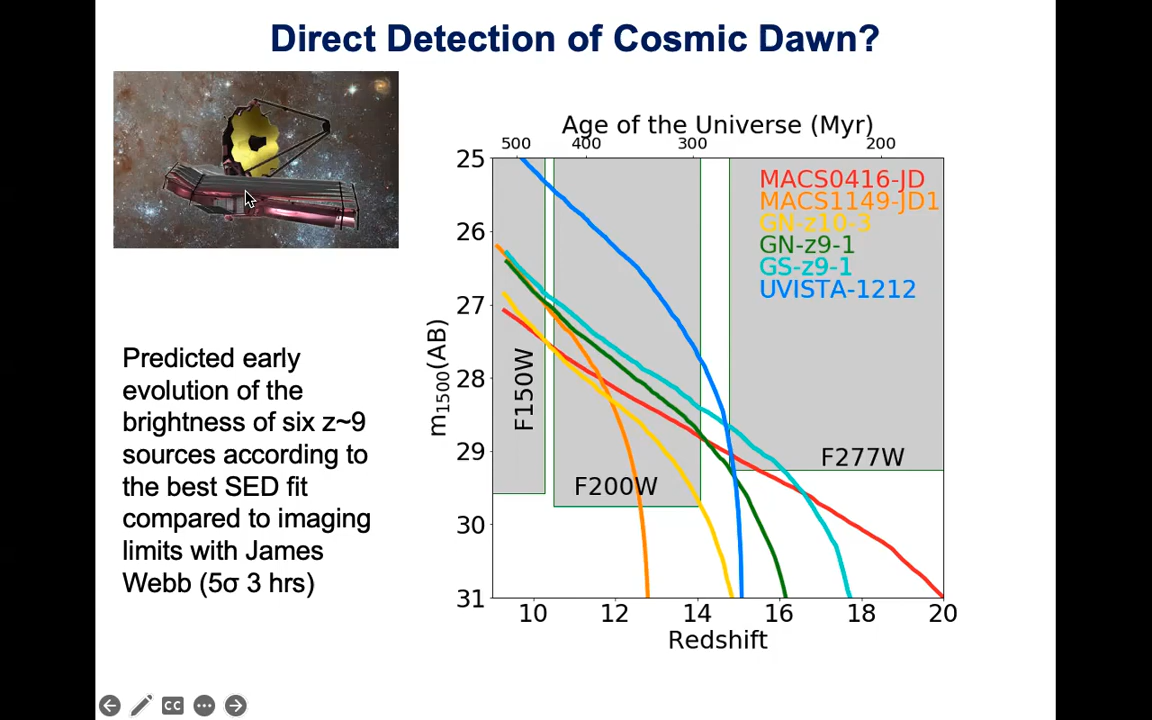 Direct Detection of Cosmic Dawn?
Predicted early
evolution of the
brightness of six z~9
sources according to
the best SED fit
compared to imaging
limits with James
Webb (5σ 3 hrs)
Age of the Universe (Myr)
500 400 300 200
25
26
27
28
29
30
31
m1500(AB)
MACS0416-JD
MACS1149-JD1
GN-z10-3
GN-z9-1
GS-z9-1
UVISTA-1212
F150W
F200W
F277W
10 12 14 16 18 20
Redshift
CC